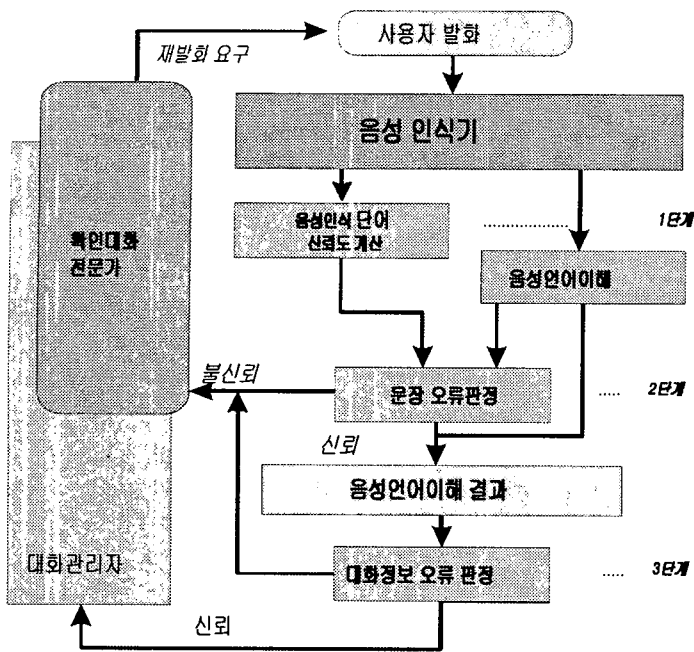 재발화 요구
사용자 발화
음성 인식기
음성인식 단어
신뢰도 계산
1단계
확인대화
전문가
음성언어이해
불신뢰
문장 오류판정
2단계
신뢰
음성언어이해 결과
대화관리자
대화정보 오류 판정
3단계
신뢰